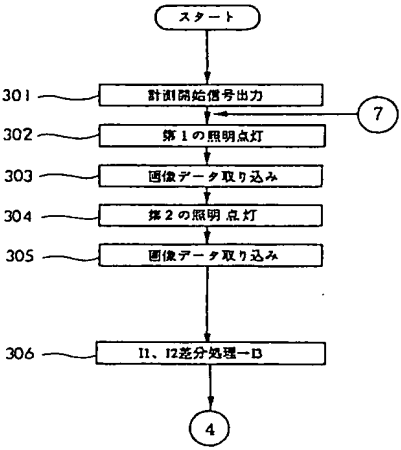 スタート
301 計測開始信号出力
7
302 第1の照明点灯
303 画像データ取り込み
304 第2の照明点灯
305 画像データ取り込み
306 I1、I2差分処理→I3
4